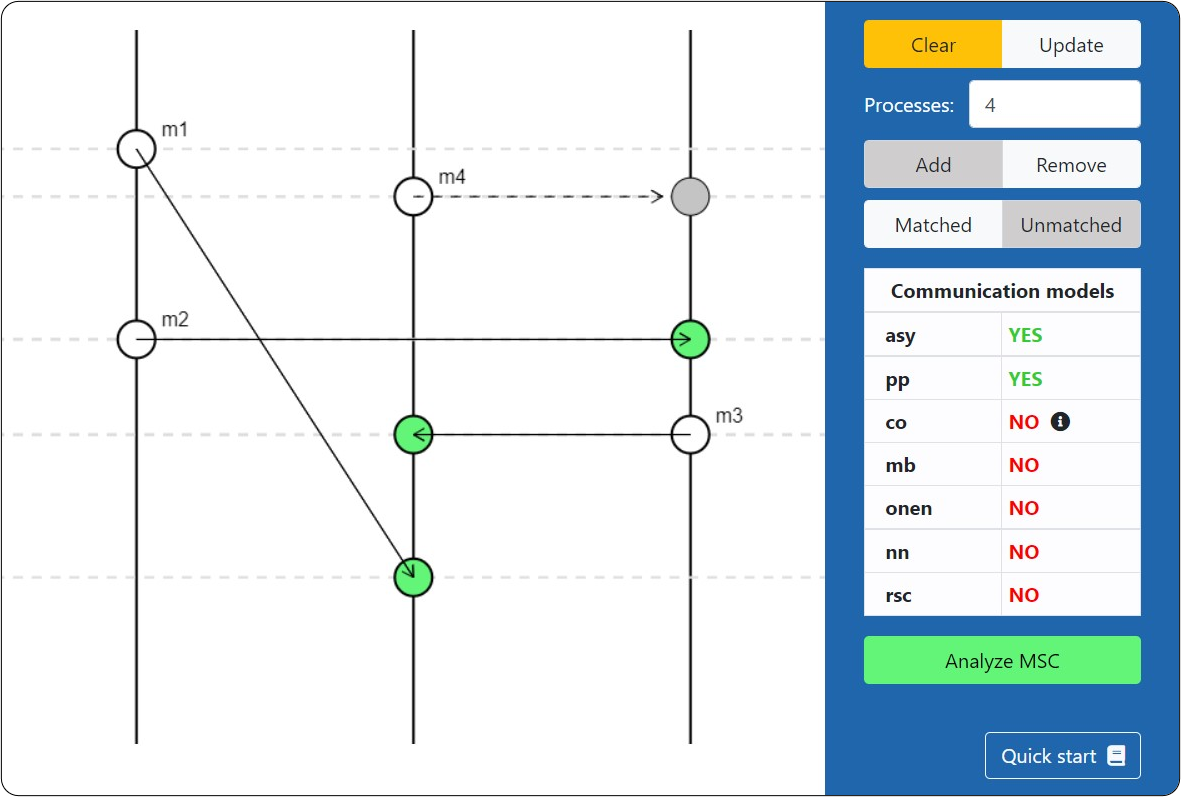 m1
m4
m2
m3
Clear Update
Processes: 4
Add Remove
Matched Unmatched
Communication models
asy YES
pp YES
co NO i
mb NO
onen NO
nn NO
rsc NO
Analyze MSC
Quick start